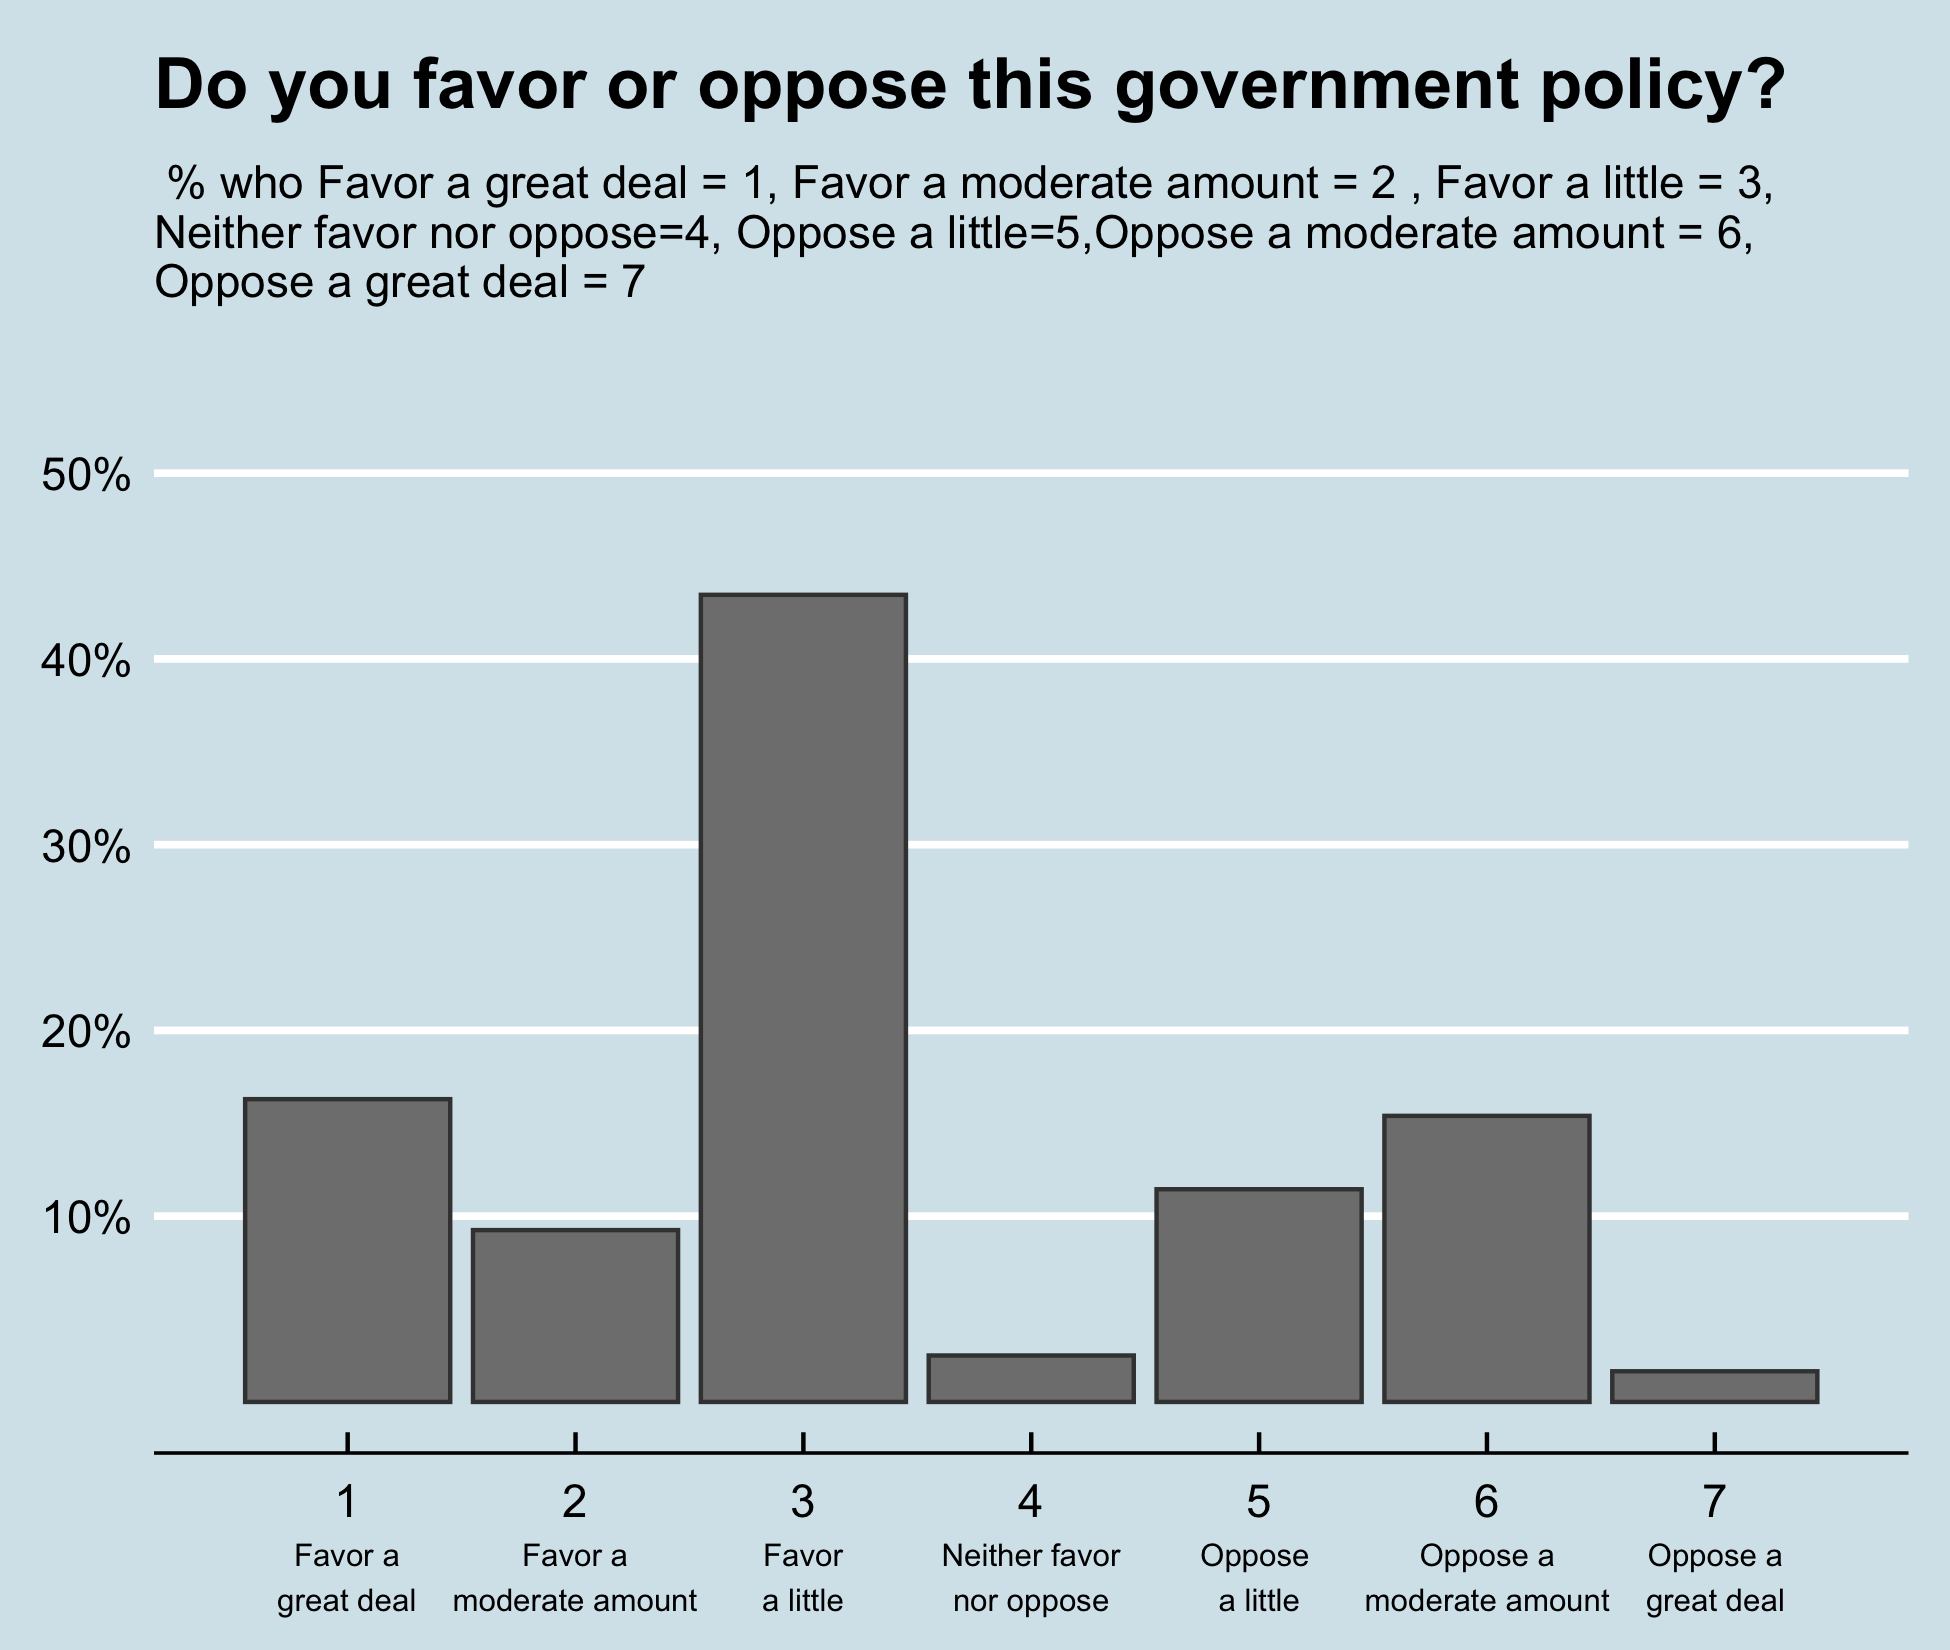 Do you favor or oppose this government policy?
% who Favor a great deal = 1, Favor a moderate amount = 2 , Favor a little = 3,
Neither favor nor oppose=4, Oppose a little=5,Oppose a moderate amount = 6,
Oppose a great deal = 7
50%
40%
30%
20%
10%
1 2 3 4 5 6 7
Favor a Favor a Favor Neither favor Oppose Oppose a Oppose a
great deal moderate amount a little nor oppose a little moderate amount great deal